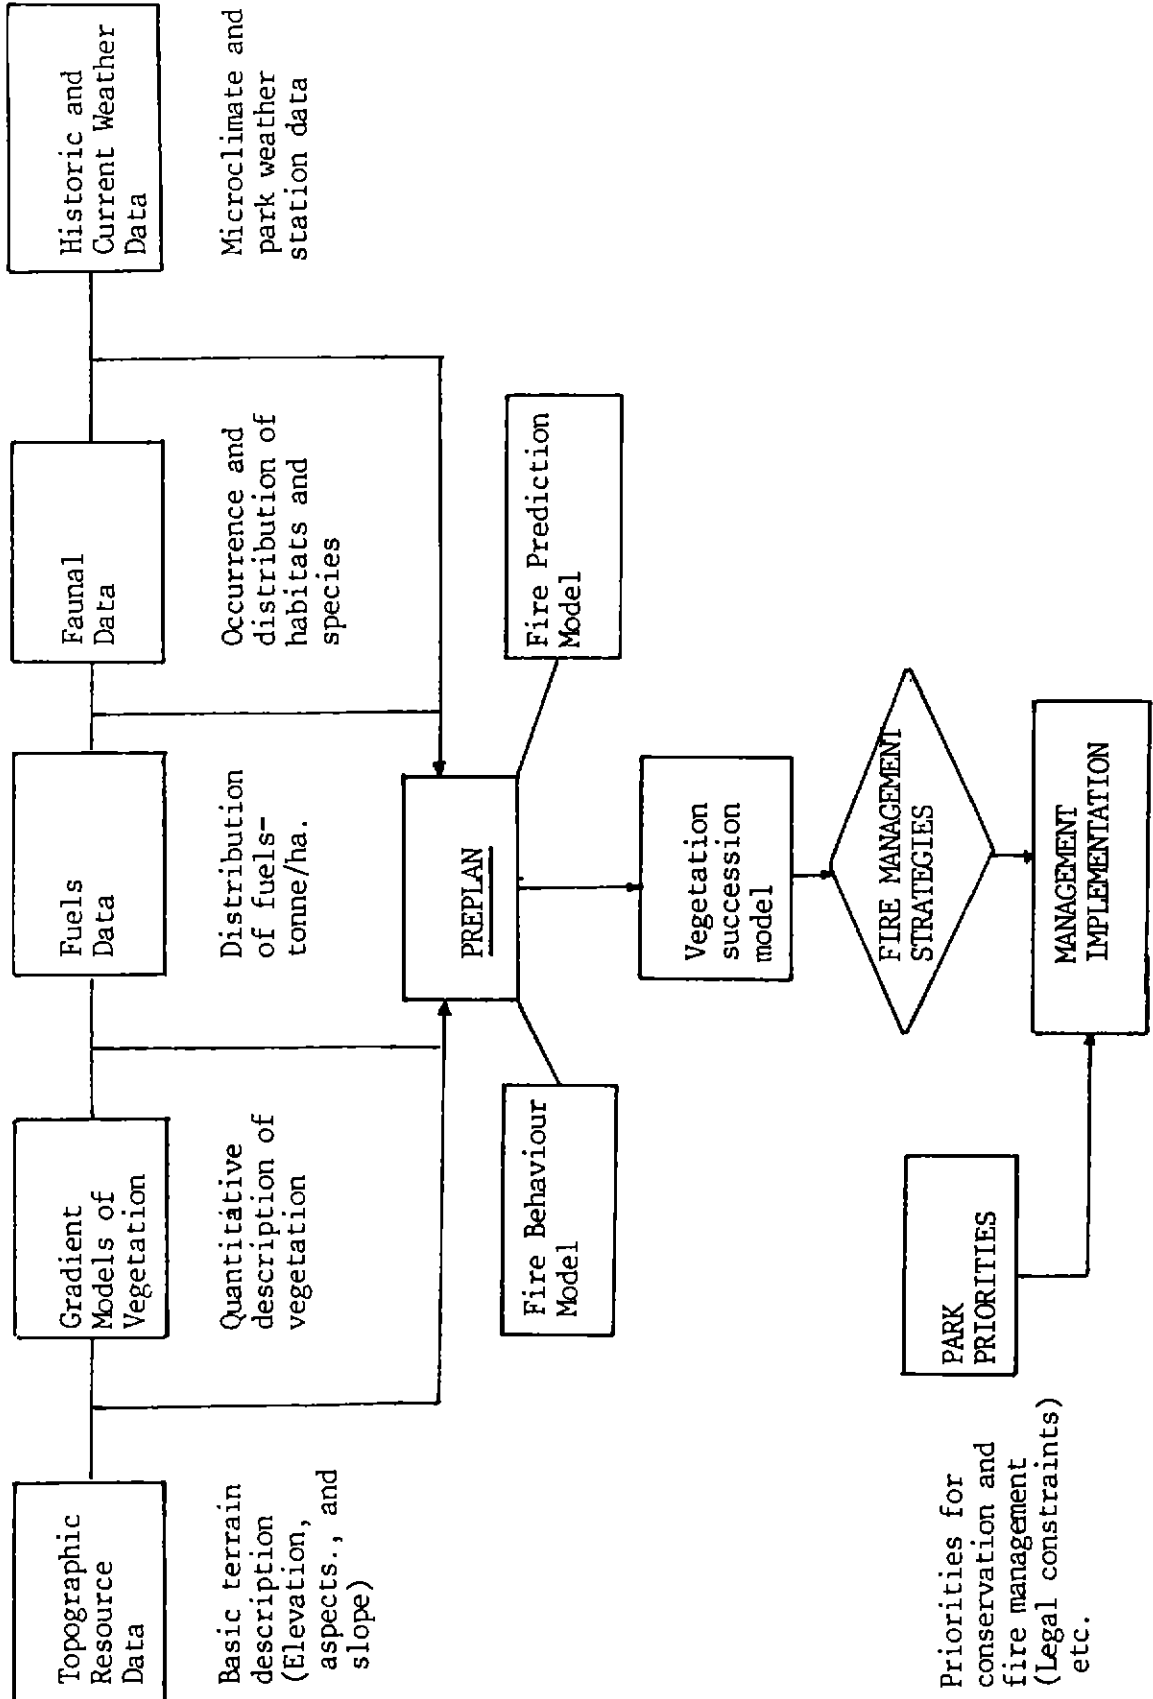 Topographic
Resource
Data
Gradient
Models of
Vegetation
Fuels
Data
Faunal
Data
Historic and
Current Weather
Data
Basic terrain
description
(Elevation,
aspects., and
slope)
Quantitative
description of
vegetation
Distribution
of fuels-
tonne/ha.
Occurrence and
distribution of
habitats and
species
Microclimate and
park weather
station data
PREPLAN
Fire Behaviour
Model
Fire Prediction
Model
Vegetation
succession
model
FIRE MANAGEMENT
STRATEGIES
Priorities for
conservation and
fire management
(Legal constraints)
etc.
PARK
PRIORITIES
MANAGEMENT
IMPLEMENTATION